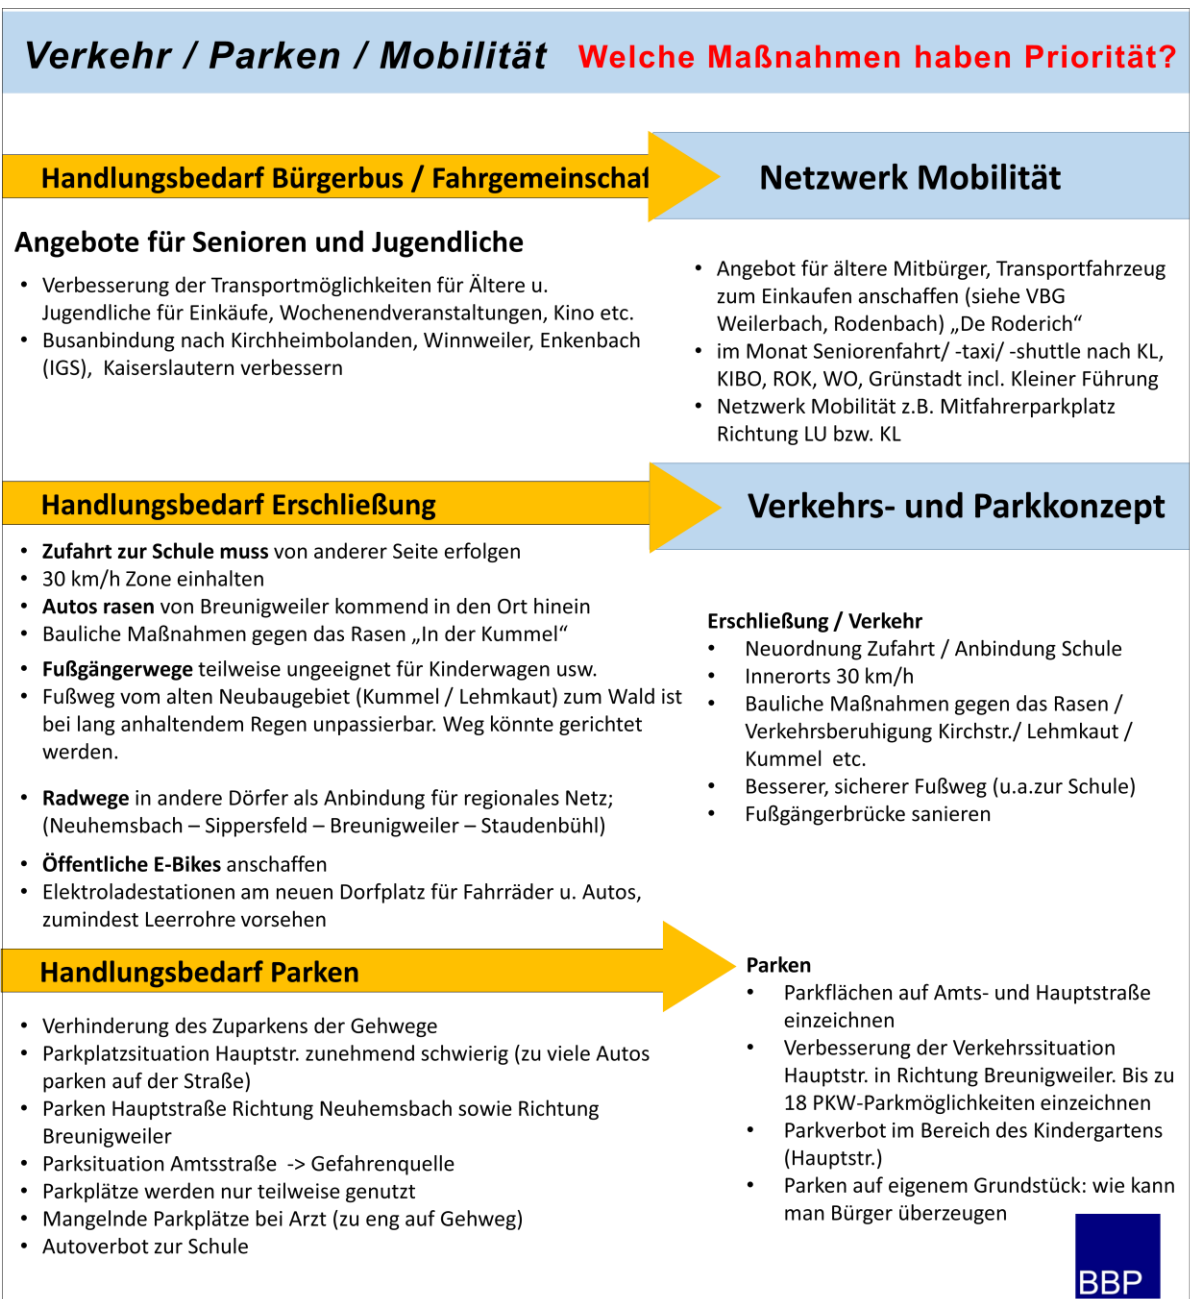 Verkehr / Parken / Mobilität Welche Maßnahmen haben Priorität?
Handlungsbedarf Bürgerbus / Fahrgemeinschaf
Netzwerk Mobilität
Angebote für Senioren und Jugendliche
• Verbesserung der Transportmöglichkeiten für Ältere u.
Jugendliche für Einkäufe, Wochenendveranstaltungen, Kino etc.
• Busanbindung nach Kirchheimbolanden, Winnweiler, Enkenbach
(IGS), Kaiserslautern verbessern
• Angebot für ältere Mitbürger, Transportfahrzeug
zum Einkaufen anschaffen (siehe VBG
Weilerbach, Rodenbach) „De Roderich“
• im Monat Seniorenfahrt/ -taxi/ -shuttle nach KL,
KIBO, ROK, WO, Grünstadt incl. Kleiner Führung
• Netzwerk Mobilität z.B. Mitfahrerparkplatz
Richtung LU bzw. KL
Handlungsbedarf Erschließung
Verkehrs- und Parkkonzept
• Zufahrt zur Schule muss von anderer Seite erfolgen
• 30 km/h Zone einhalten
• Autos rasen von Breunigweiler kommend in den Ort hinein
• Bauliche Maßnahmen gegen das Rasen „In der Kummel“
• Fußgängerwege teilweise ungeeignet für Kinderwagen usw.
• Fußweg vom alten Neubaugebiet (Kummel / Lehmkaut) zum Wald ist
bei lang anhaltendem Regen unpassierbar. Weg könnte gerichtet
werden.
• Radwege in andere Dörfer als Anbindung für regionales Netz;
(Neuhemsbach – Sippersfeld – Breunigweiler – Staudenbühl)
• Öffentliche E-Bikes anschaffen
• Elektroladestationen am neuen Dorfplatz für Fahrräder u. Autos,
zumindest Leerrohre vorsehen
Erschließung / Verkehr
• Neuordnung Zufahrt / Anbindung Schule
• Innerorts 30 km/h
• Bauliche Maßnahmen gegen das Rasen /
Verkehrsberuhigung Kirchstr./ Lehmkaut /
Kummel etc.
• Besserer, sicherer Fußweg (u.a.zur Schule)
• Fußgängerbrücke sanieren
Handlungsbedarf Parken
• Verhinderung des Zuparkens der Gehwege
• Parkplatzsituation Hauptstr. zunehmend schwierig (zu viele Autos
parken auf der Straße)
• Parken Hauptstraße Richtung Neuhemsbach sowie Richtung
Breunigweiler
• Parksituation Amtsstraße -> Gefahrenquelle
• Parkplätze werden nur teilweise genutzt
• Mangelnde Parkplätze bei Arzt (zu eng auf Gehweg)
• Autoverbot zur Schule
Parken
• Parkflächen auf Amts- und Hauptstraße
einzeichnen
• Verbesserung der Verkehrssituation
Hauptstr. in Richtung Breunigweiler. Bis zu
18 PKW-Parkmöglichkeiten einzeichnen
• Parkverbot im Bereich des Kindergartens
(Hauptstr.)
• Parken auf eigenem Grundstück: wie kann
man Bürger überzeugen
BBP